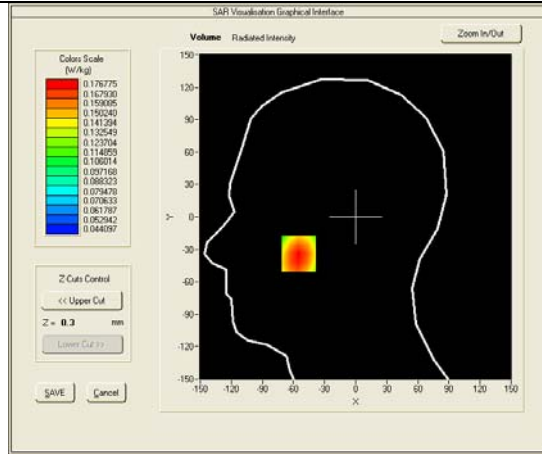 SAR Visualisation Graphical Interface
Volume Radiated Intensity
Zoom In/Out
Colors Scale
(W/kg)
0.176775
0.167930
0.159085
0.150240
0.141394
0.132549
0.123704
0.114859
0.106014
0.097168
0.088323
0.079478
0.070633
0.061787
0.052942
0.044097
Z Cuts Control
<< Upper Cut
Z = 0.3 mm
Lower Cut >>
SAVE Cancel
150-
120-
90-
60-
30-
Y 0-
-30-
-60-
-90-
-120-
-150-
-150 -120 -90 -60 -30 0 30 60 90 120 150
X